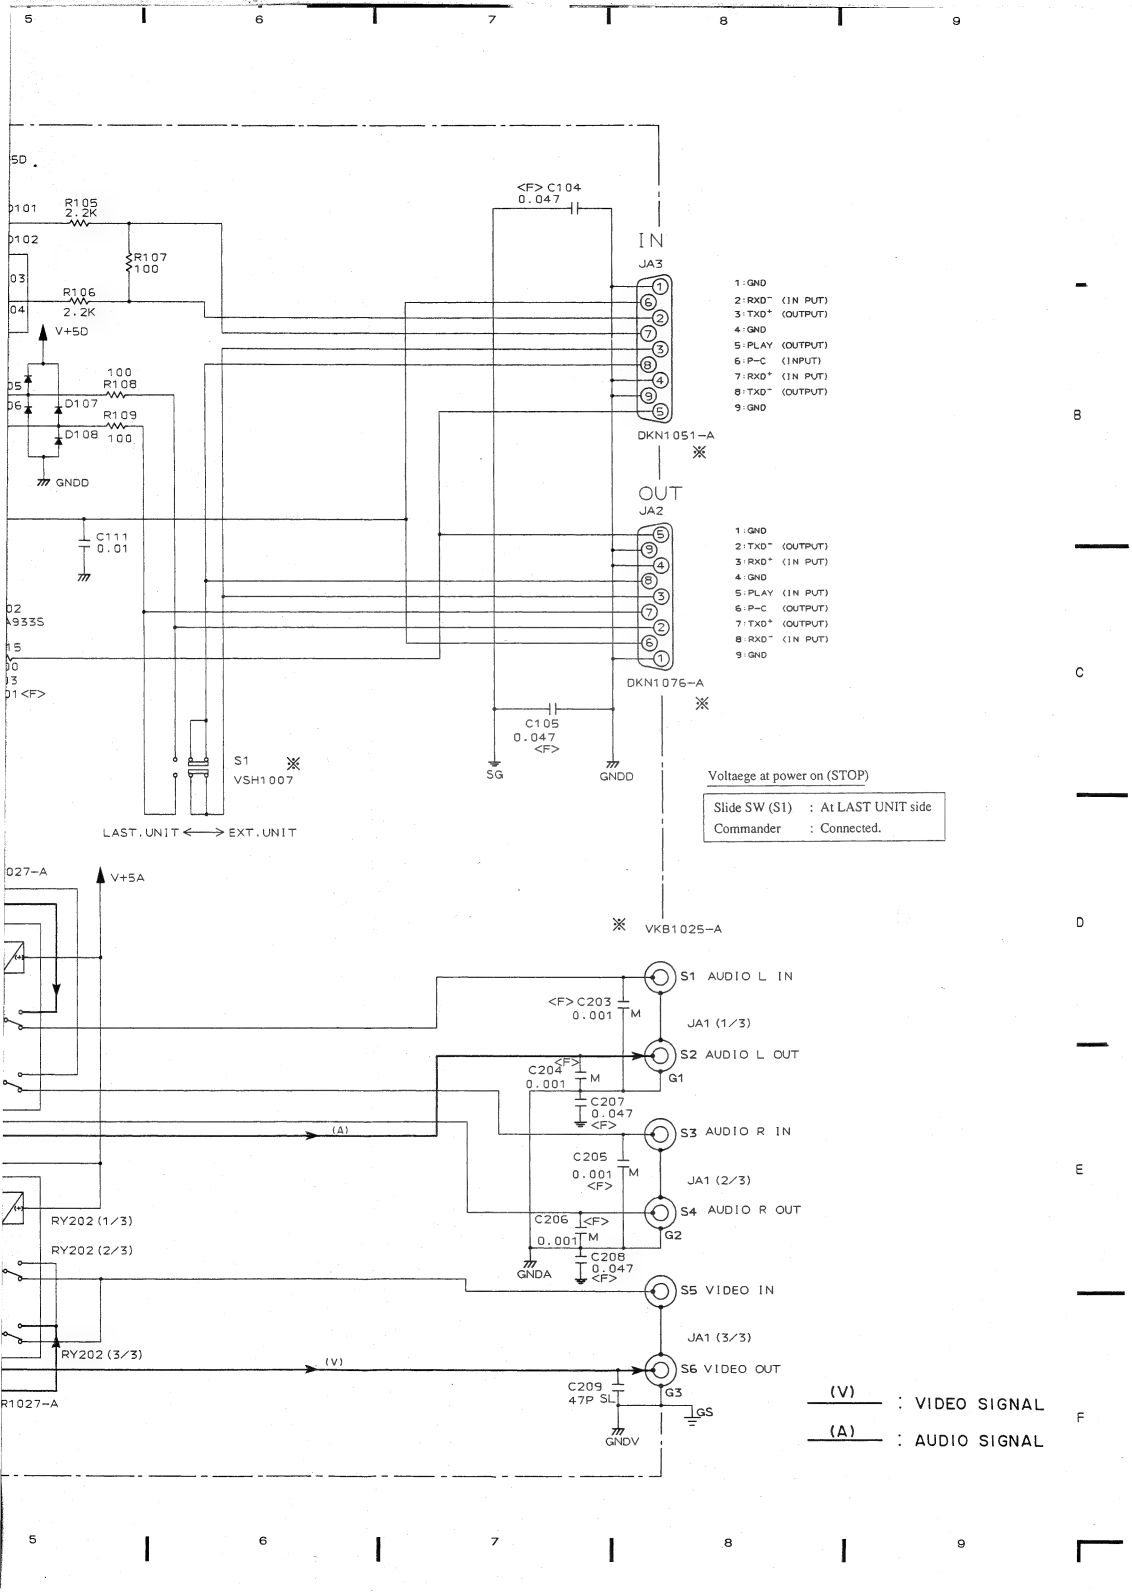 5 6 7 8 9
5D
D101
R105
2.2K
D102
R107
100
03
R106
04
2.2K
V+5D
<F> C104
0.047
IN
JA3
1
6
2
7
3
8
4
9
5
1:GND
2:RXD⁻ (IN PUT)
3:TXD⁺ (OUTPUT)
4:GND
5:PLAY (OUTPUT)
6:P-C (INPUT)
7:RXD⁺ (IN PUT)
8:TXD⁻ (OUTPUT)
9:GND
B
05
100
R108
06
D107
R109
D108
100
GNDD
DKN1051-A
※
OUT
JA2
5
9
4
8
3
7
2
6
1
1:GND
2:TXD⁻ (OUTPUT)
3:RXD⁺ (IN PUT)
4:GND
5:PLAY (IN PUT)
6:P-C (OUTPUT)
7:TXD⁺ (OUTPUT)
8:RXD⁻ (IN PUT)
9:GND
C111
0.01
02
A933S
15
00
13
01<F>
C
DKN1076-A
※
C105
0.047
<F>
SG
GNDD
S1 ※
VSH1007
LAST.UNIT ⟷ EXT.UNIT
Voltaege at power on (STOP)
Slide SW (S1) : At LAST UNIT side
Commander : Connected.
027-A
V+5A
※ VKB1025-A
D
S1 AUDIO L IN
<F> C203
0.001 M
JA1 (1/3)
S2 AUDIO L OUT
<F>
C204
0.001 M
G1
C207
0.047
<F>
(A)
S3 AUDIO R IN
C205
0.001 M
<F>
JA1 (2/3)
E
S4 AUDIO R OUT
C206 <F>
0.001 M
G2
C208
0.047
<F>
GNDA
RY202 (1/3)
RY202 (2/3)
S5 VIDEO IN
JA1 (3/3)
RY202 (3/3)
(V)
S6 VIDEO OUT
C209
47P SL
G3
GS
GNDV
R1027-A
(V) : VIDEO SIGNAL
(A) : AUDIO SIGNAL
F
5 6 7 8 9